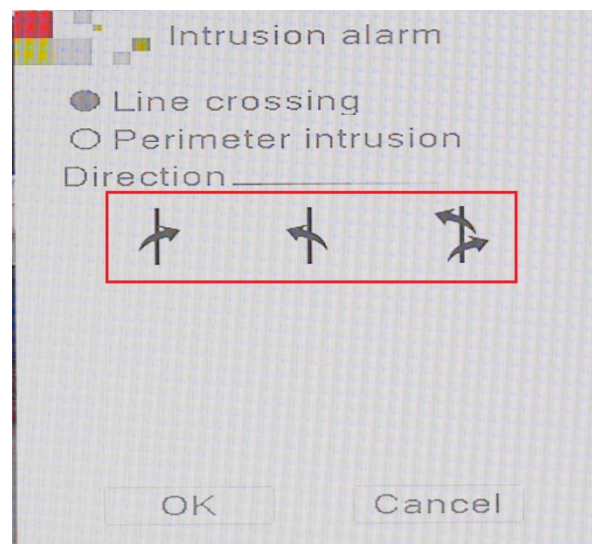 Intrusion alarm
Line crossing
Perimeter intrusion
Direction
OK
Cancel